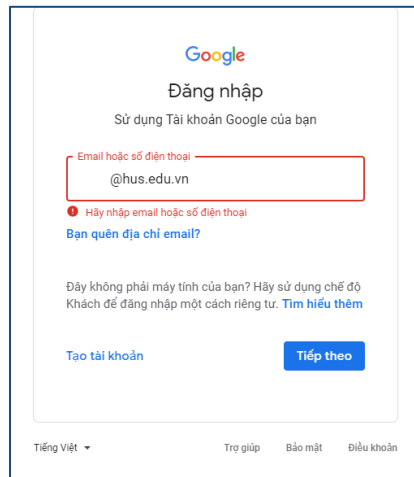 Google
Đăng nhập
Sử dụng Tài khoản Google của bạn
Email hoặc số điện thoại
@hus.edu.vn
Hãy nhập email hoặc số điện thoại
Bạn quên địa chỉ email?
Đây không phải máy tính của bạn? Hãy sử dụng chế độ
Khách để đăng nhập một cách riêng tư. Tìm hiểu thêm
Tạo tài khoản Tiếp theo
Tiếng Việt Trợ giúp Bảo mật Điều khoản